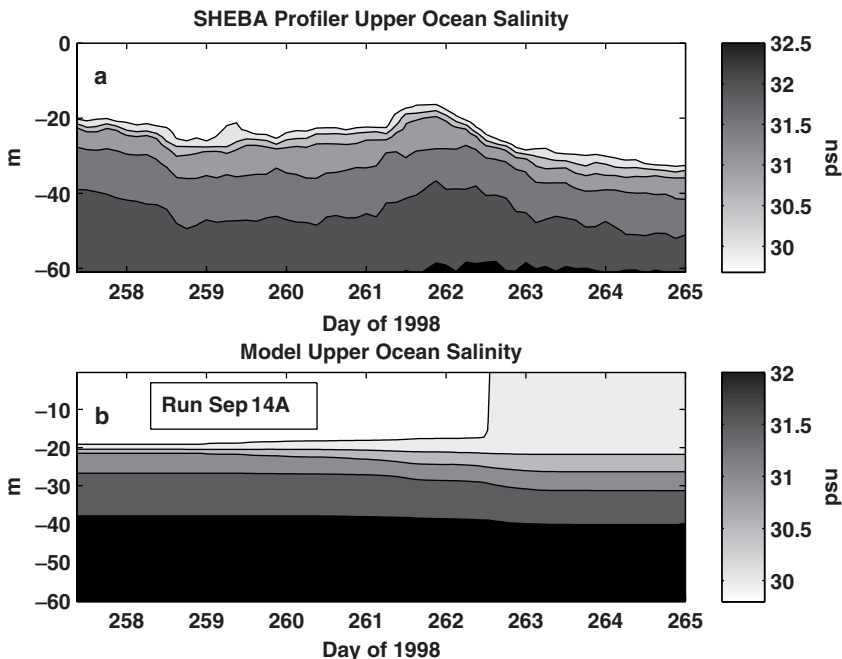 SHEBA Profiler Upper Ocean Salinity
a
0
−20
−40
−60
m
258 259 260 261 262 263 264 265
Day of 1998
32.5
32
31.5
31
30.5
30
psu
Model Upper Ocean Salinity
b
Run Sep 14A
−10
−20
−30
−40
−50
−60
m
258 259 260 261 262 263 264 265
Day of 1998
32
31.5
31
30.5
30
psu